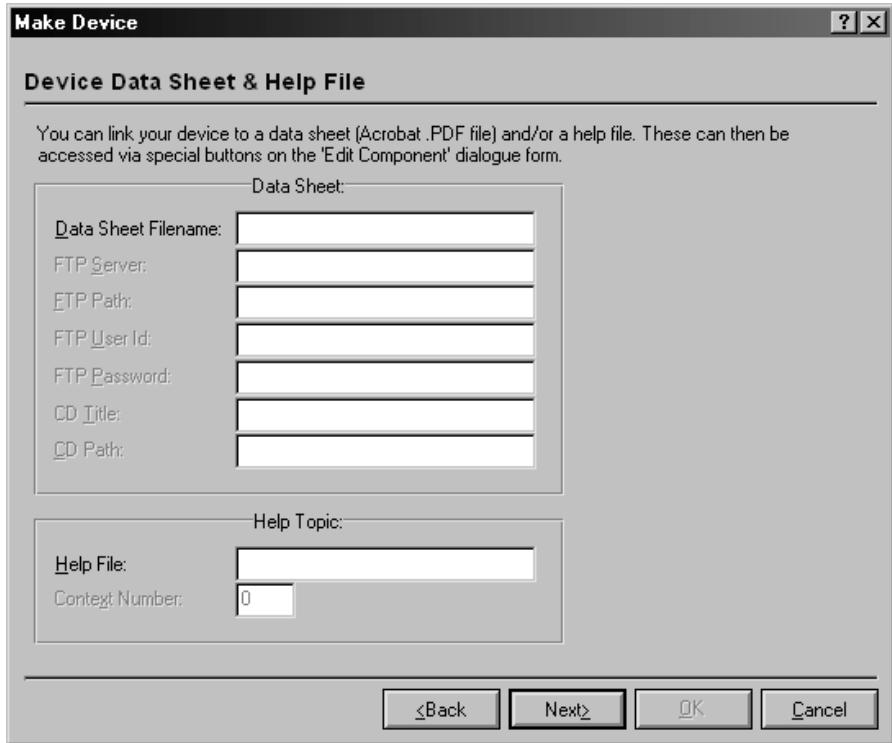 Make Device
Device Data Sheet & Help File
You can link your device to a data sheet (Acrobat .PDF file) and/or a help file. These can then be
accessed via special buttons on the 'Edit Component' dialogue form.
Data Sheet:
Data Sheet Filename:
FTP Server:
FTP Path:
FTP User Id:
FTP Password:
CD Title:
CD Path:
Help Topic:
Help File:
Context Number: 0
<Back Next> OK Cancel